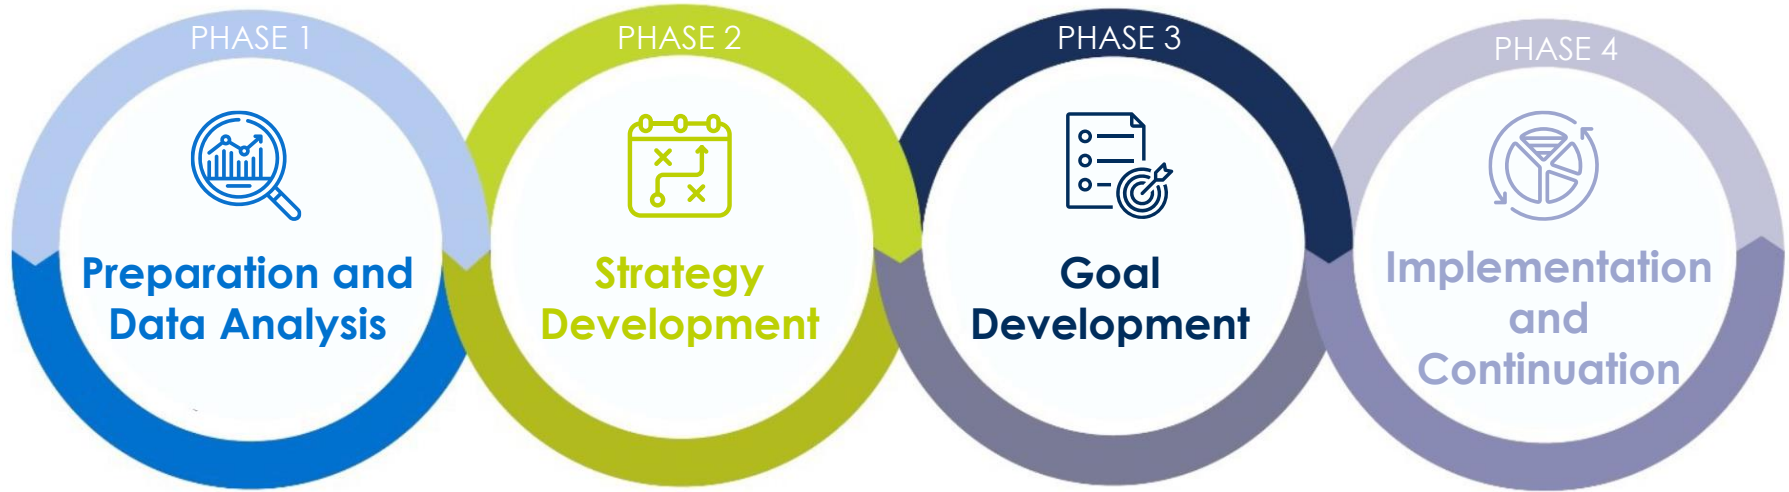 PHASE 1
Preparation and
Data Analysis
PHASE 2
Strategy
Development
PHASE 3
Goal
Development
PHASE 4
Implementation
and
Continuation